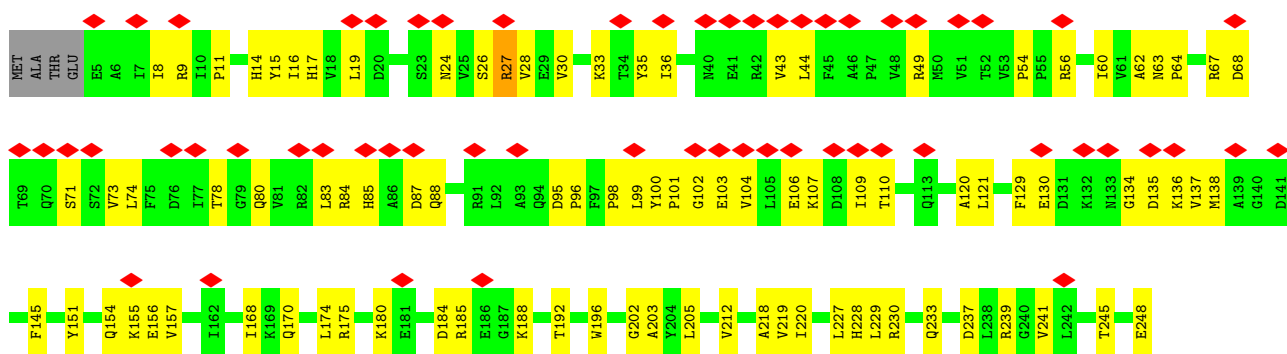 MET ALA THR GLU E5 A6 I7 I8 R9 I10 P11 H14 Y15 I16 H17 V18 L19 D20 S23 N24 V25 S26 R27 V28 E29 V30 K33 T34 Y35 I36 N40 E41 R42 V43 L44 F45 A46 P47 V48 R49 M50 V51 T52 V53 P54 P55 R56 I60 V61 A62 N63 P64 R67 D68
T69 Q70 S71 S72 V73 L74 F75 D76 I77 T78 G79 Q80 V81 R82 L83 R84 H85 A86 D87 Q88 R91 L92 A93 Q94 D95 P96 F97 P98 L99 Y100 P101 G102 E103 V104 L105 E106 K107 D108 I109 T110 Q113 A120 L121 F129 E130 D131 K132 N133 G134 D135 K136 V137 M138 A139 G140 D141
F145 Y151 Q154 K155 E156 V157 I162 I168 K169 Q170 L174 R175 K180 E181 D184 R185 E186 G187 K188 T192 W196 G202 A203 Y204 L205 V212 A218 V219 I220 L227 H228 L229 R230 Q233 D237 L238 R239 G240 V241 L242 T245 E248